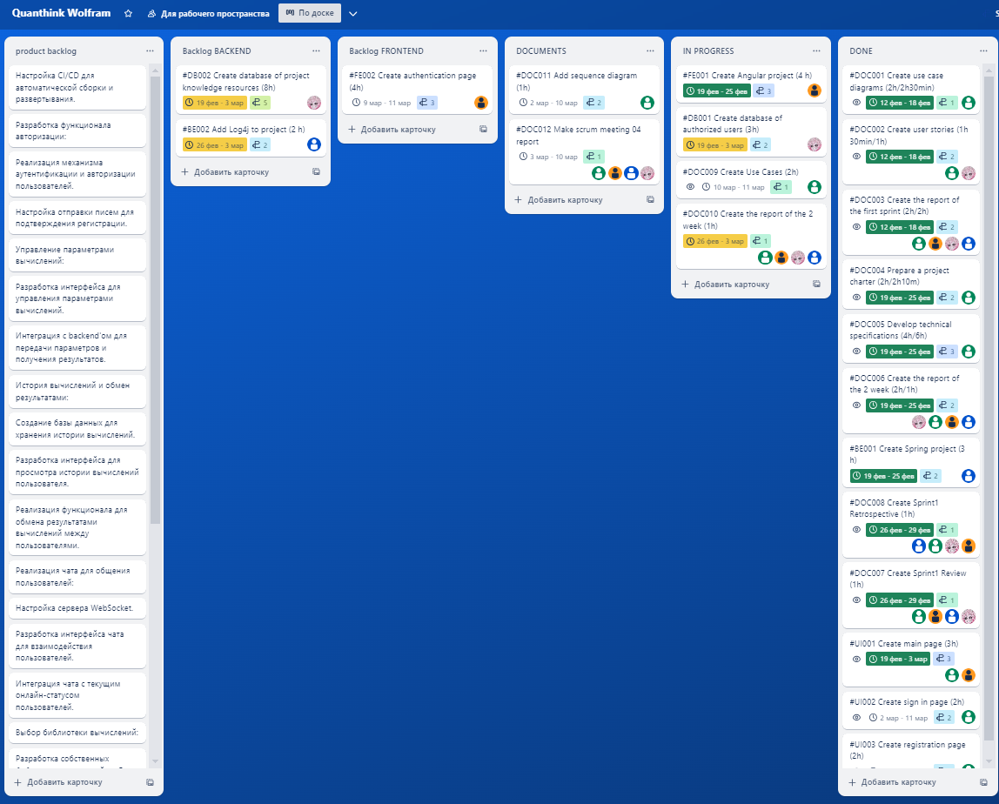 Quanthink Wolfram
Для рабочего пространства
По доске
product backlog
Настройка CI/CD для
автоматической сборки и
развертывания.
Разработка функционала
авторизации:
Реализация механизма
аутентификации и авторизации
пользователей.
Настройка отправки писем для
подтверждения регистрации.
Управление параметрами
вычислений:
Разработка интерфейса для
управления параметрами
вычислений.
Интеграция с backend'ом для
передачи параметров и
получения результатов.
История вычислений и обмен
результатами:
Создание базы данных для
хранения истории вычислений.
Разработка интерфейса для
просмотра истории вычислений
пользователя.
Реализация функционала для
обмена результатами
вычислений между
пользователями.
Реализация чата для общения
пользователей:
Настройка сервера WebSocket.
Разработка интерфейса чата
для взаимодействия
пользователей.
Интеграция чата с текущим
онлайн-статусом
пользователей.
Выбор библиотеки вычислений:
Разработка собственных
Добавить карточку
Backlog BACKEND
#DB002 Create database of project
knowledge resources (8h)
19 фев - 3 мар 5
#BE002 Add Log4j to project (2 h)
26 фев - 3 мар 2
Добавить карточку
Backlog FRONTEND
#FE002 Create authentication page
(4h)
9 мар - 11 мар 3
Добавить карточку
DOCUMENTS
#DOC011 Add sequence diagram
(1h)
2 мар - 10 мар 2
#DOC012 Make scrum meeting 04
report
3 мар - 10 мар 1
Добавить карточку
IN PROGRESS
#FE001 Create Angular project (4 h)
19 фев - 25 фев 3
#DB001 Create database of
authorized users (3h)
19 фев - 3 мар 2
#DOC009 Create Use Cases (2h)
10 мар - 11 мар 1
#DOC010 Create the report of the 2
week (1h)
26 фев - 3 мар 1
Добавить карточку
DONE
#DOC001 Create use case
diagrams (2h/2h30min)
12 фев - 18 фев 1
#DOC002 Create user stories (1h
30min/1h)
12 фев - 18 фев 2
#DOC003 Create the report of
the first sprint (2h/2h)
12 фев - 18 фев 2
#DOC004 Prepare a project
charter (2h/2h10m)
19 фев - 25 фев 2
#DOC005 Develop technical
specifications (4h/6h)
19 фев - 25 фев 3
#DOC006 Create the report of
the 2 week (2h/1h)
19 фев - 25 фев 2
#BE001 Create Spring project (3
h)
19 фев - 25 фев 2
#DOC008 Create Sprint1
Retrospective (1h)
26 фев - 29 фев 1
#DOC007 Create Sprint1 Review
(1h)
26 фев - 29 фев 1
#UI001 Create main page (3h)
19 фев - 3 мар 3
#UI002 Create sign in page (2h)
2 мар - 11 мар 2
#UI003 Create registration page
(2h)
Добавить карточку